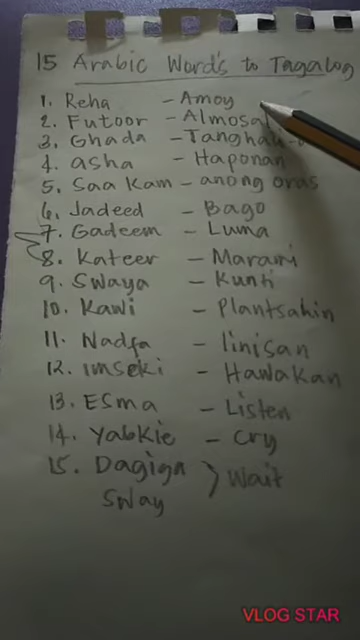 15 Arabic Word's to Tagalog
1. Reha - Amoy
2. Futoor - Almosal
3. Ghada - Tanghali
4. asha - Haponan
5. Saa Kam - anong oras
6. Jadeed - Bago
7. Gadeem - Luma
8. Kateer - Marami
9. Swaya - Kunti
10. Kawi - Plantsahin
11. Nadfa - linisan
12. imseki - Hawakan
13. Esma - Listen
14. Yabkie - Cry
15. Dagiga } Wait
Sway
VLOG STAR